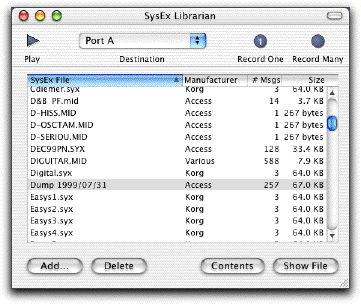 SysEx Librarian
Port A
1
Play Destination Record One Record Many
SysEx File Manufacturer # Msgs Size
Cdlemer.syx Korg 3 64.0 KB
D&B PF.mid Access 14 3.7 KB
D-HISS.MID Access 1 267 bytes
D-OSCTAM.MID Access 1 267 bytes
D-SERIOU.MID Access 1 267 bytes
DEC99PN.SYX Access 128 33.4 KB
DIGUITAR.MID Various 588 7.9 KB
Digital.syx Korg 3 64.0 KB
Dump 1999/07/31 Access 257 67.0 KB
Easys1.syx Korg 3 64.0 KB
Easys2.syx Korg 3 64.0 KB
Easys3.syx Korg 3 64.0 KB
Easys4.syx Korg 3 64.0 KB
Add... Delete Contents Show File